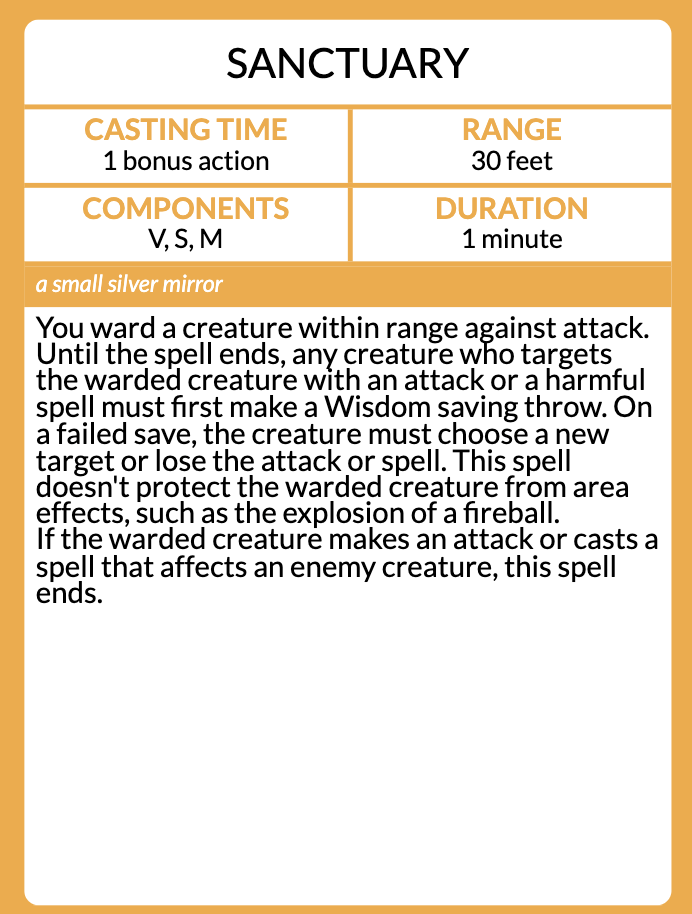 SANCTUARY
CASTING TIME
1 bonus action
RANGE
30 feet
COMPONENTS
V, S, M
DURATION
1 minute
a small silver mirror
You ward a creature within range against attack.
Until the spell ends, any creature who targets
the warded creature with an attack or a harmful
spell must first make a Wisdom saving throw. On
a failed save, the creature must choose a new
target or lose the attack or spell. This spell
doesn't protect the warded creature from area
effects, such as the explosion of a fireball.
If the warded creature makes an attack or casts a
spell that affects an enemy creature, this spell
ends.